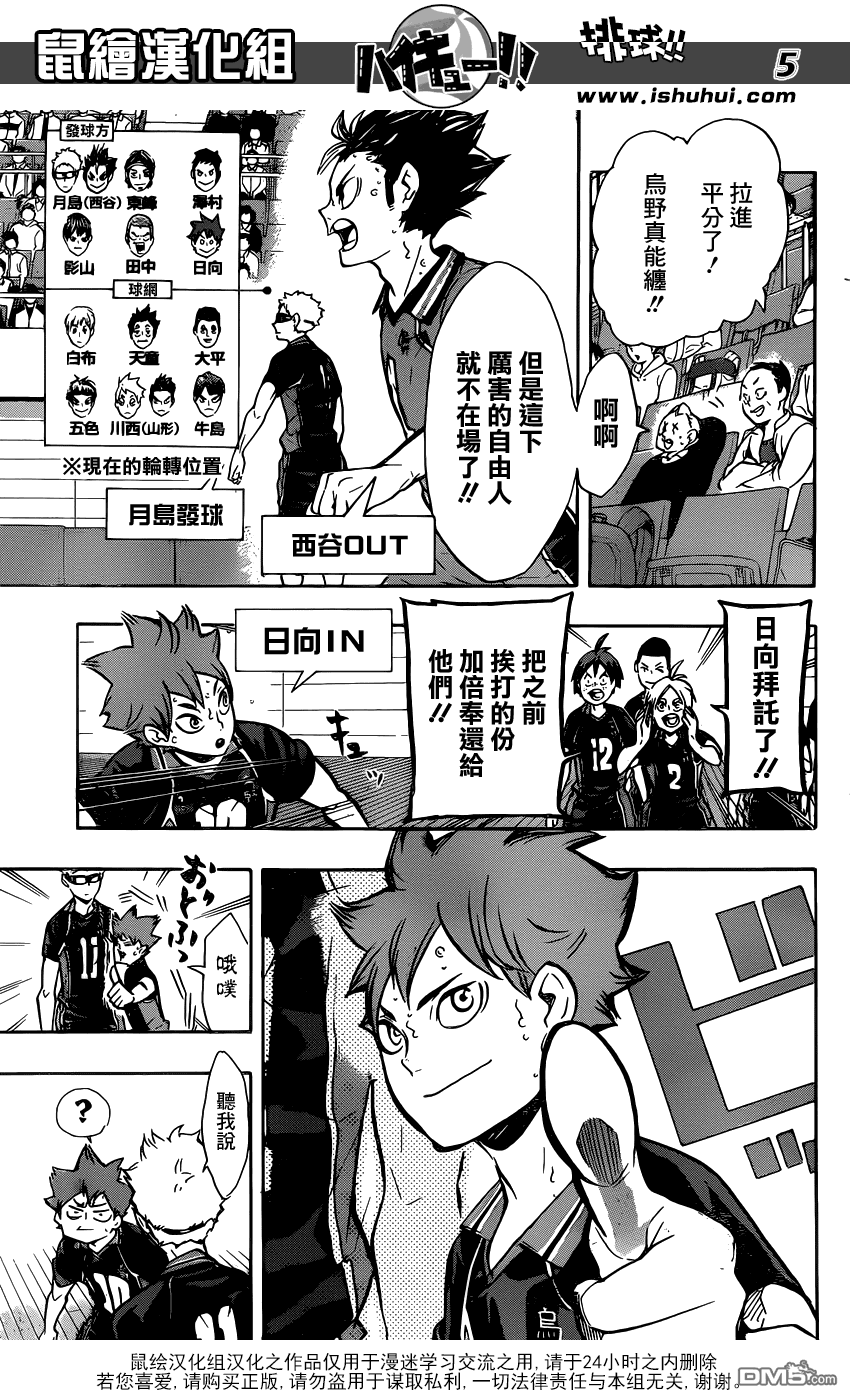 鼠繪漢化組
ハイキュー!!
排球!!
5
www.ishuhui.com
拉進
平分了!
烏野真能纏!!
啊啊
但是這下
厲害的自由人
就不在場了!!
發球方
月島(西谷) 東峰 澤村
影山 田中 日向
球網
白布 天童 大平
五色 川西(山形) 牛島
※現在的輪轉位置
月島發球
西谷OUT
日向拜託了!!
12
2
把之前
挨打的份
加倍奉還給
他們!!
日向IN
キュッ
烏
おとふっ
哦噗
11
聽我說
?
10
鼠绘汉化组汉化之作品仅用于漫迷学习交流之用, 请于24小时之内删除
若您喜爱, 请购买正版, 请勿盗用于谋取私利, 一切法律责任与本组无关, 谢谢。
DM5.com